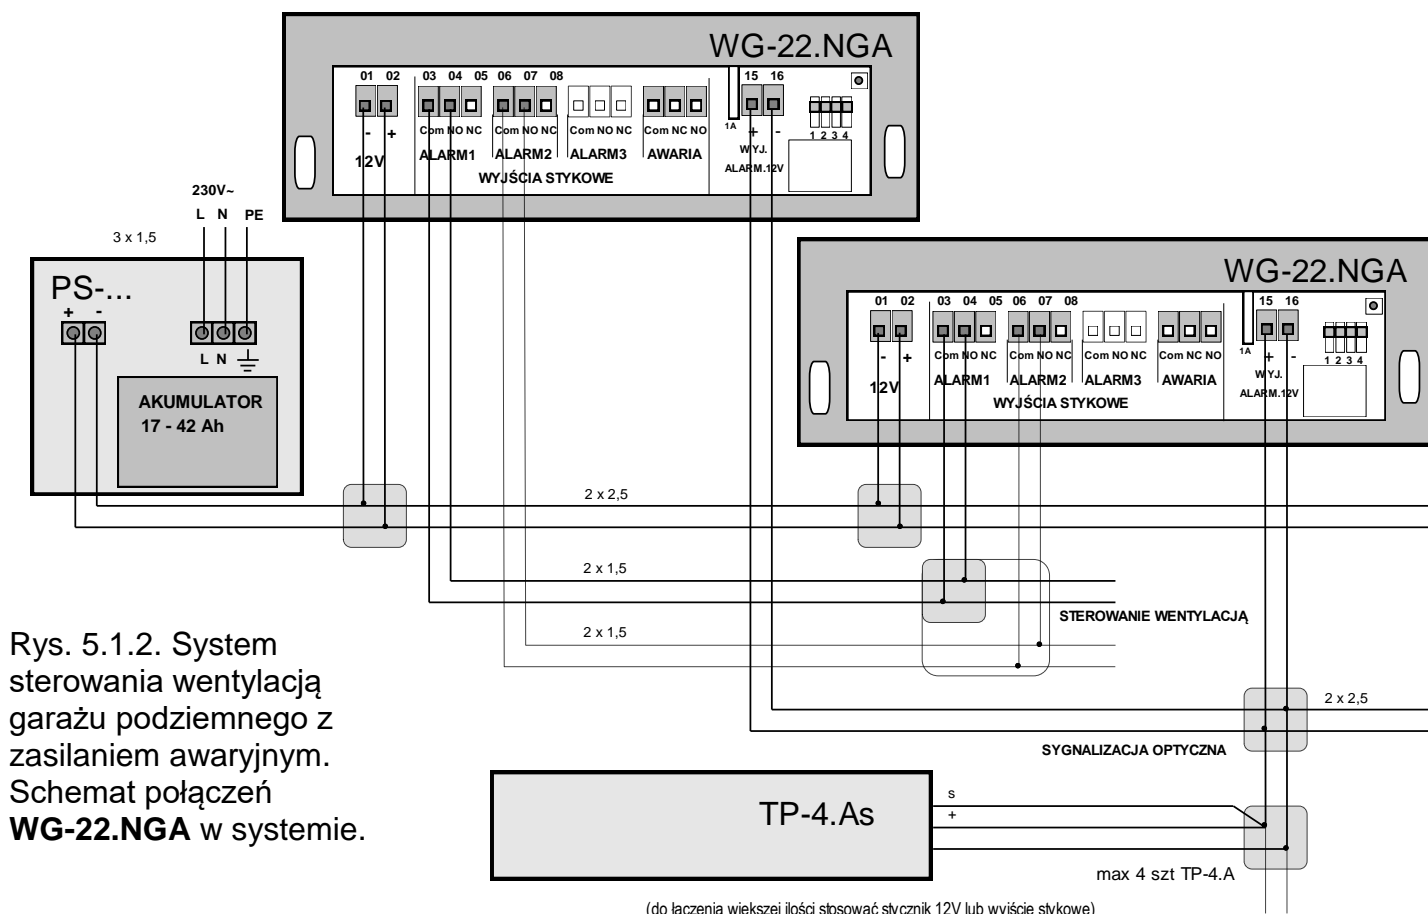 WG-22.NGA
01 02 03 04 05 06 07 08 15 16
1A
Com NO NC Com NO NC Com NO NC Com NC NO
- + + -
1 2 3 4
12V ALARM1 ALARM2 ALARM3 AWARIA
WYJ.
ALARM.12V
WYJŚCIA STYKOWE
230V~
L N PE
3 x 1,5
PS-...
+ -
L N
AKUMULATOR
17 - 42 Ah
WG-22.NGA
01 02 03 04 05 06 07 08 15 16
1A
Com NO NC Com NO NC Com NO NC Com NC NO
- + + -
1 2 3 4
12V ALARM1 ALARM2 ALARM3 AWARIA
WYJ.
ALARM.12V
WYJŚCIA STYKOWE
2 x 2,5
2 x 1,5
STEROWANIE WENTYLACJĄ
2 x 1,5
2 x 2,5
SYGNALIZACJA OPTYCZNA
Rys. 5.1.2. System
sterowania wentylacją
garażu podziemnego z
zasilaniem awaryjnym.
Schemat połączeń
WG-22.NGA w systemie.
TP-4.As
s
+
max 4 szt TP-4.A
(do łączenia większej ilości stosować stycznik 12V lub wyjście stykowe)